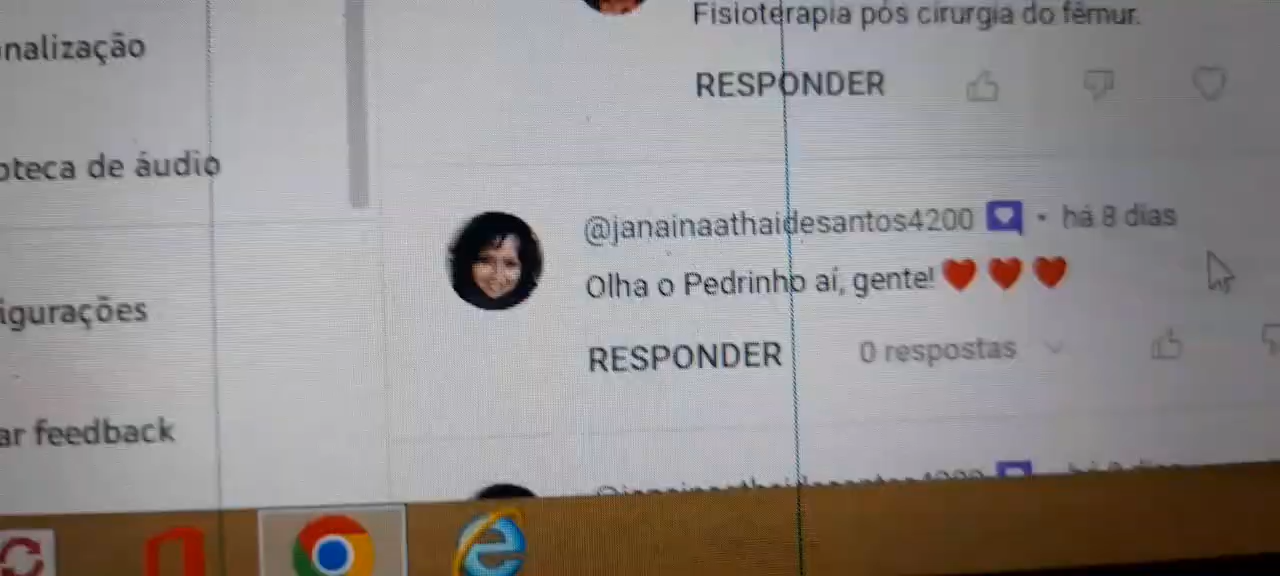 Fisioterapia pós cirurgia do fêmur.
nalização
RESPONDER
oteca de áudio
@janainaathaidesantos4200 • há 8 dias
Olha o Pedrinho aí, gente! ❤️ ❤️ ❤️
igurações
RESPONDER 0 respostas
ar feedback